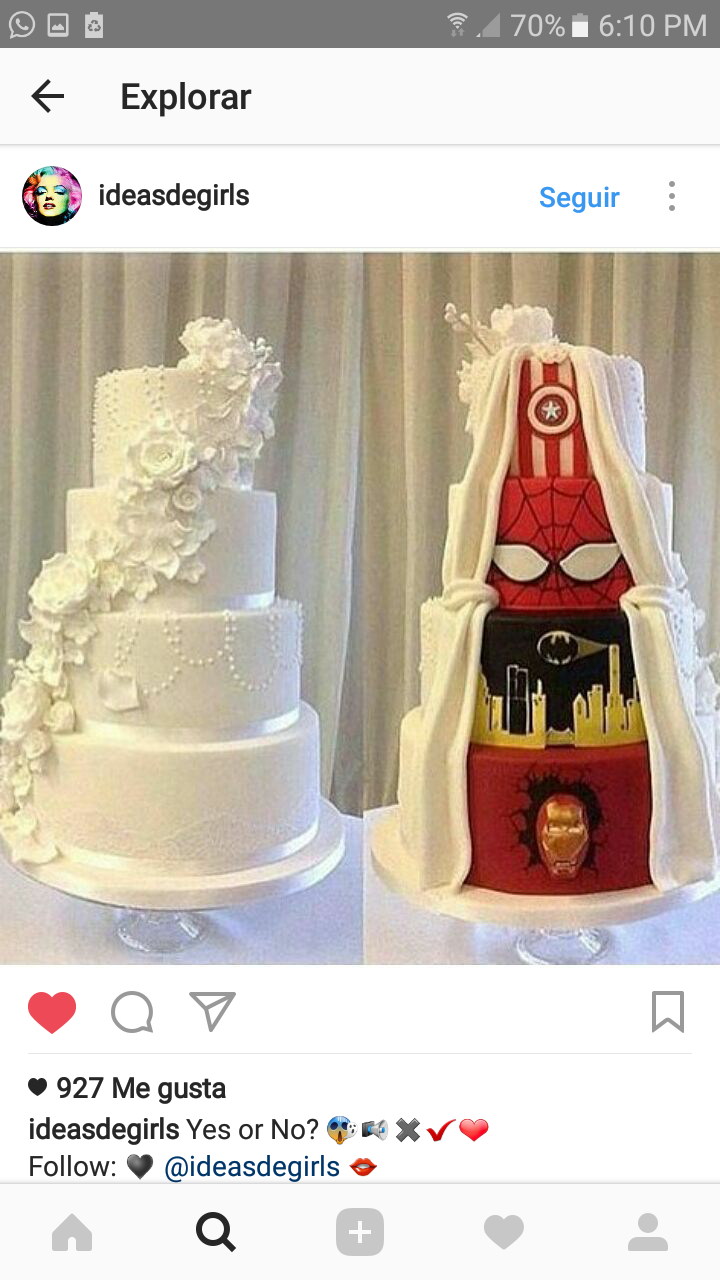 70% 6:10 PM
Explorar
ideasdegirls Seguir
927 Me gusta
ideasdegirls Yes or No? 😱📢✖✔❤
Follow: 🖤 @ideasdegirls 💋